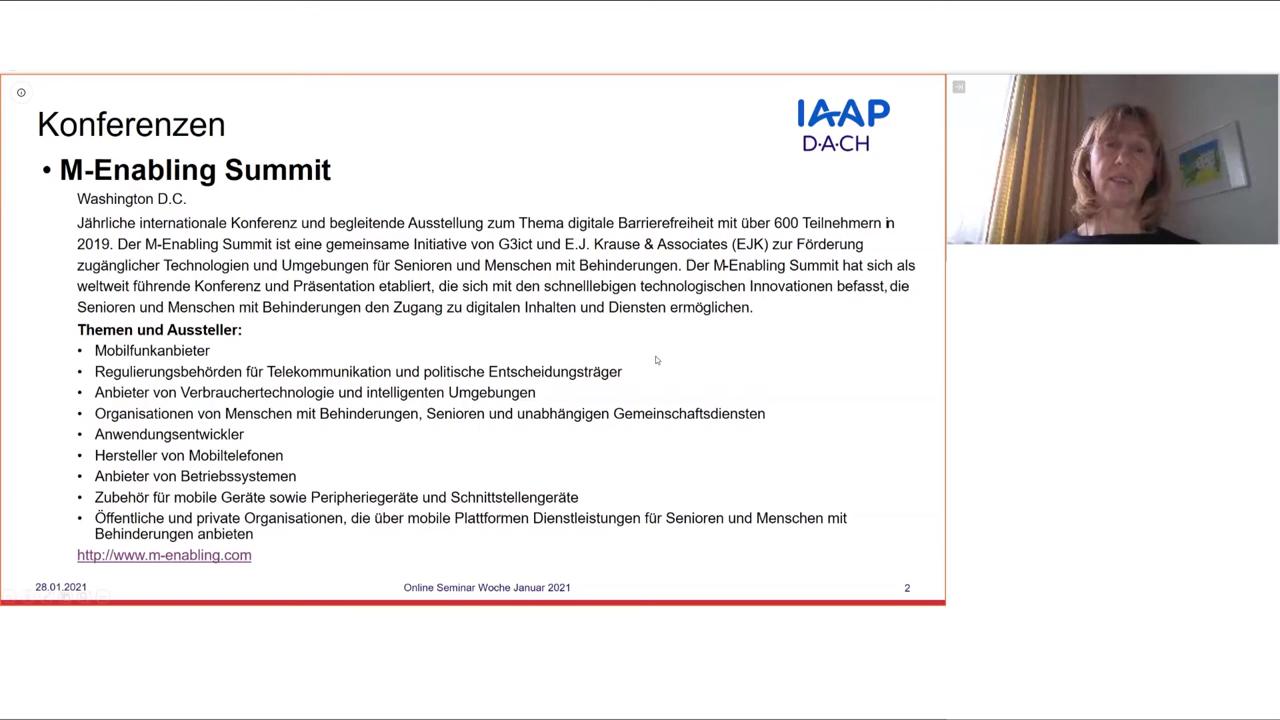 Konferenzen
IAAP
D·A·CH
• M-Enabling Summit
Washington D.C.
Jährliche internationale Konferenz und begleitende Ausstellung zum Thema digitale Barrierefreiheit mit über 600 Teilnehmern in
2019. Der M-Enabling Summit ist eine gemeinsame Initiative von G3ict und E.J. Krause & Associates (EJK) zur Förderung
zugänglicher Technologien und Umgebungen für Senioren und Menschen mit Behinderungen. Der M-Enabling Summit hat sich als
weltweit führende Konferenz und Präsentation etabliert, die sich mit den schnelllebigen technologischen Innovationen befasst, die
Senioren und Menschen mit Behinderungen den Zugang zu digitalen Inhalten und Diensten ermöglichen.
Themen und Aussteller:
• Mobilfunkanbieter
• Regulierungsbehörden für Telekommunikation und politische Entscheidungsträger
• Anbieter von Verbrauchertechnologie und intelligenten Umgebungen
• Organisationen von Menschen mit Behinderungen, Senioren und unabhängigen Gemeinschaftsdiensten
• Anwendungsentwickler
• Hersteller von Mobiltelefonen
• Anbieter von Betriebssystemen
• Zubehör für mobile Geräte sowie Peripheriegeräte und Schnittstellengeräte
• Öffentliche und private Organisationen, die über mobile Plattformen Dienstleistungen für Senioren und Menschen mit
Behinderungen anbieten
http://www.m-enabling.com
28.01.2021
Online Seminar Woche Januar 2021
2